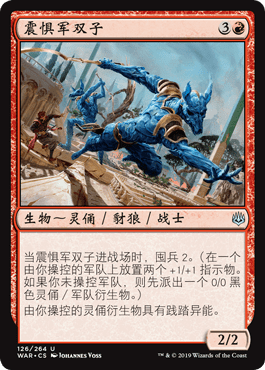 震惧军双子 3
生物～灵俑／豺狼／战士
当震惧军双子进战场时，囤兵 2。（在一个
由你操控的军队上放置两个 +1/+1 指示物。
如果你未操控军队，则先派出一个 0/0 黑
色灵俑／军队衍生物。）
由你操控的灵俑衍生物具有践踏异能。
2/2
126/264 U
WAR • CS Johannes Voss
™ & © 2019 Wizards of the Coast